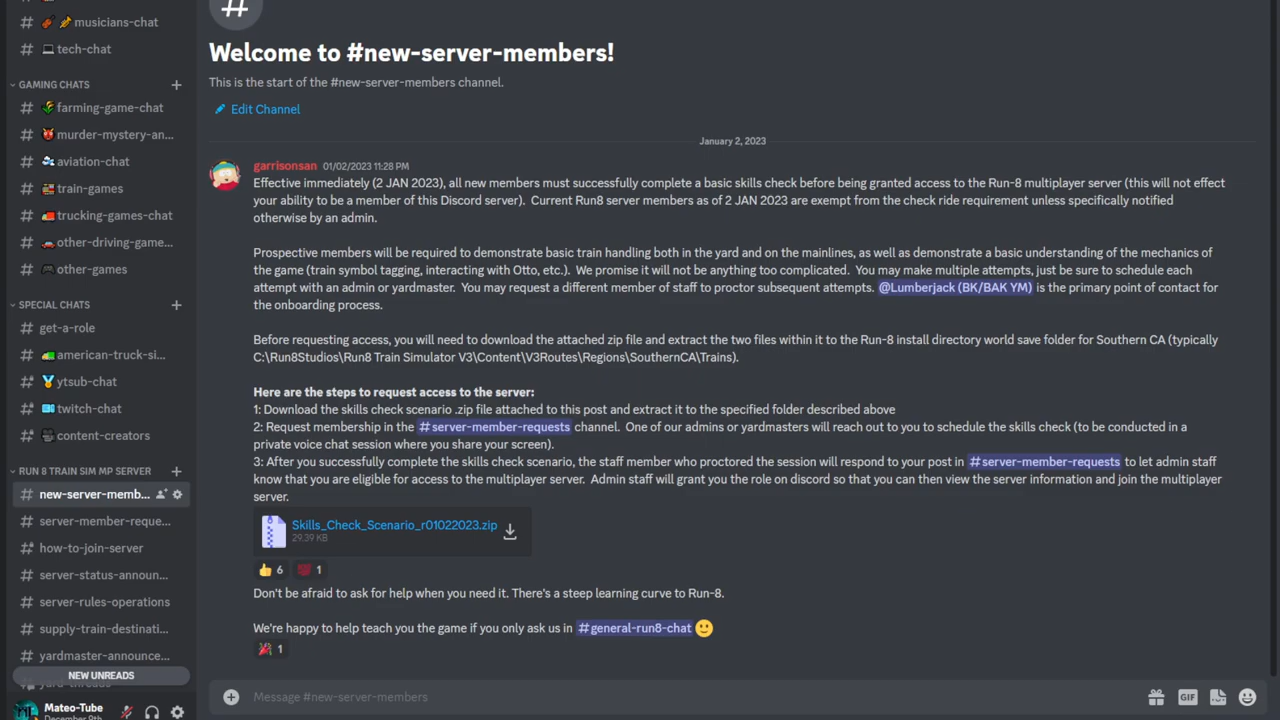 musicians-chat
tech-chat
GAMING CHATS
farming-game-chat
murder-mystery-an...
aviation-chat
train-games
trucking-games-chat
other-driving-game...
other-games
SPECIAL CHATS
get-a-role
american-truck-si...
ytsub-chat
twitch-chat
content-creators
RUN 8 TRAIN SIM MP SERVER
new-server-memb...
server-member-reque...
how-to-join-server
server-status-announ...
server-rules-operations
supply-train-destinati...
yardmaster-announce...
NEW UNREADS
Mateo-Tube
December 9th
#
Welcome to #new-server-members!
This is the start of the #new-server-members channel.
Edit Channel
January 2, 2023
garrisonsan 01/02/2023 11:28 PM
Effective immediately (2 JAN 2023), all new members must successfully complete a basic skills check before being granted access to the Run-8 multiplayer server (this will not effect
your ability to be a member of this Discord server). Current Run8 server members as of 2 JAN 2023 are exempt from the check ride requirement unless specifically notified
otherwise by an admin.
Prospective members will be required to demonstrate basic train handling both in the yard and on the mainlines, as well as demonstrate a basic understanding of the mechanics of
the game (train symbol tagging, interacting with Otto, etc.). We promise it will not be anything too complicated. You may make multiple attempts, just be sure to schedule each
attempt with an admin or yardmaster. You may request a different member of staff to proctor subsequent attempts. @Lumberjack (BK/BAK YM) is the primary point of contact for
the onboarding process.
Before requesting access, you will need to download the attached zip file and extract the two files within it to the Run-8 install directory world save folder for Southern CA (typically
C:\Run8Studios\Run8 Train Simulator V3\Content\V3Routes\Regions\SouthernCA\Trains).
Here are the steps to request access to the server:
1: Download the skills check scenario .zip file attached to this post and extract it to the specified folder described above
2: Request membership in the #server-member-requests channel. One of our admins or yardmasters will reach out to you to schedule the skills check (to be conducted in a
private voice chat session where you share your screen).
3: After you successfully complete the skills check scenario, the staff member who proctored the session will respond to your post in #server-member-requests to let admin staff
know that you are eligible for access to the multiplayer server. Admin staff will grant you the role on discord so that you can then view the server information and join the multiplayer
server.
Skills_Check_Scenario_r01022023.zip
29.39 KB
6 1
Don't be afraid to ask for help when you need it. There's a steep learning curve to Run-8.
We're happy to help teach you the game if you only ask us in #general-run8-chat
1
Message #new-server-members
GIF